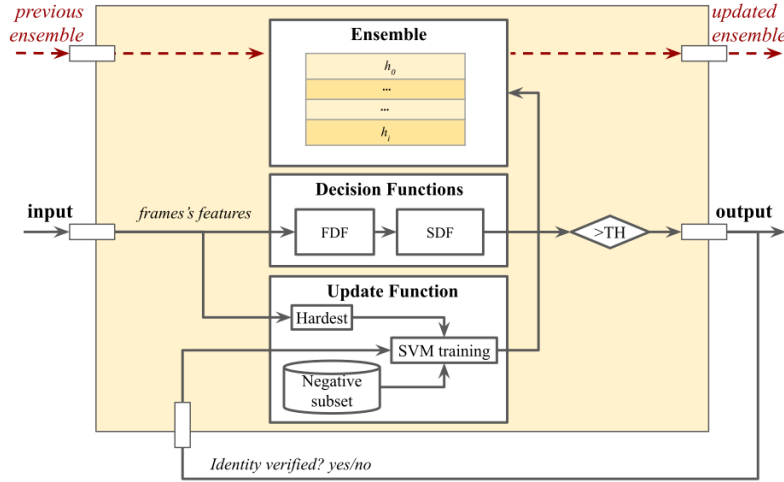 previous
ensemble
updated
ensemble
Ensemble
h0
...
...
hi
Decision Functions
input
frames's features
FDF
SDF
>TH
output
Update Function
Hardest
SVM training
Negative
subset
Identity verified? yes/no